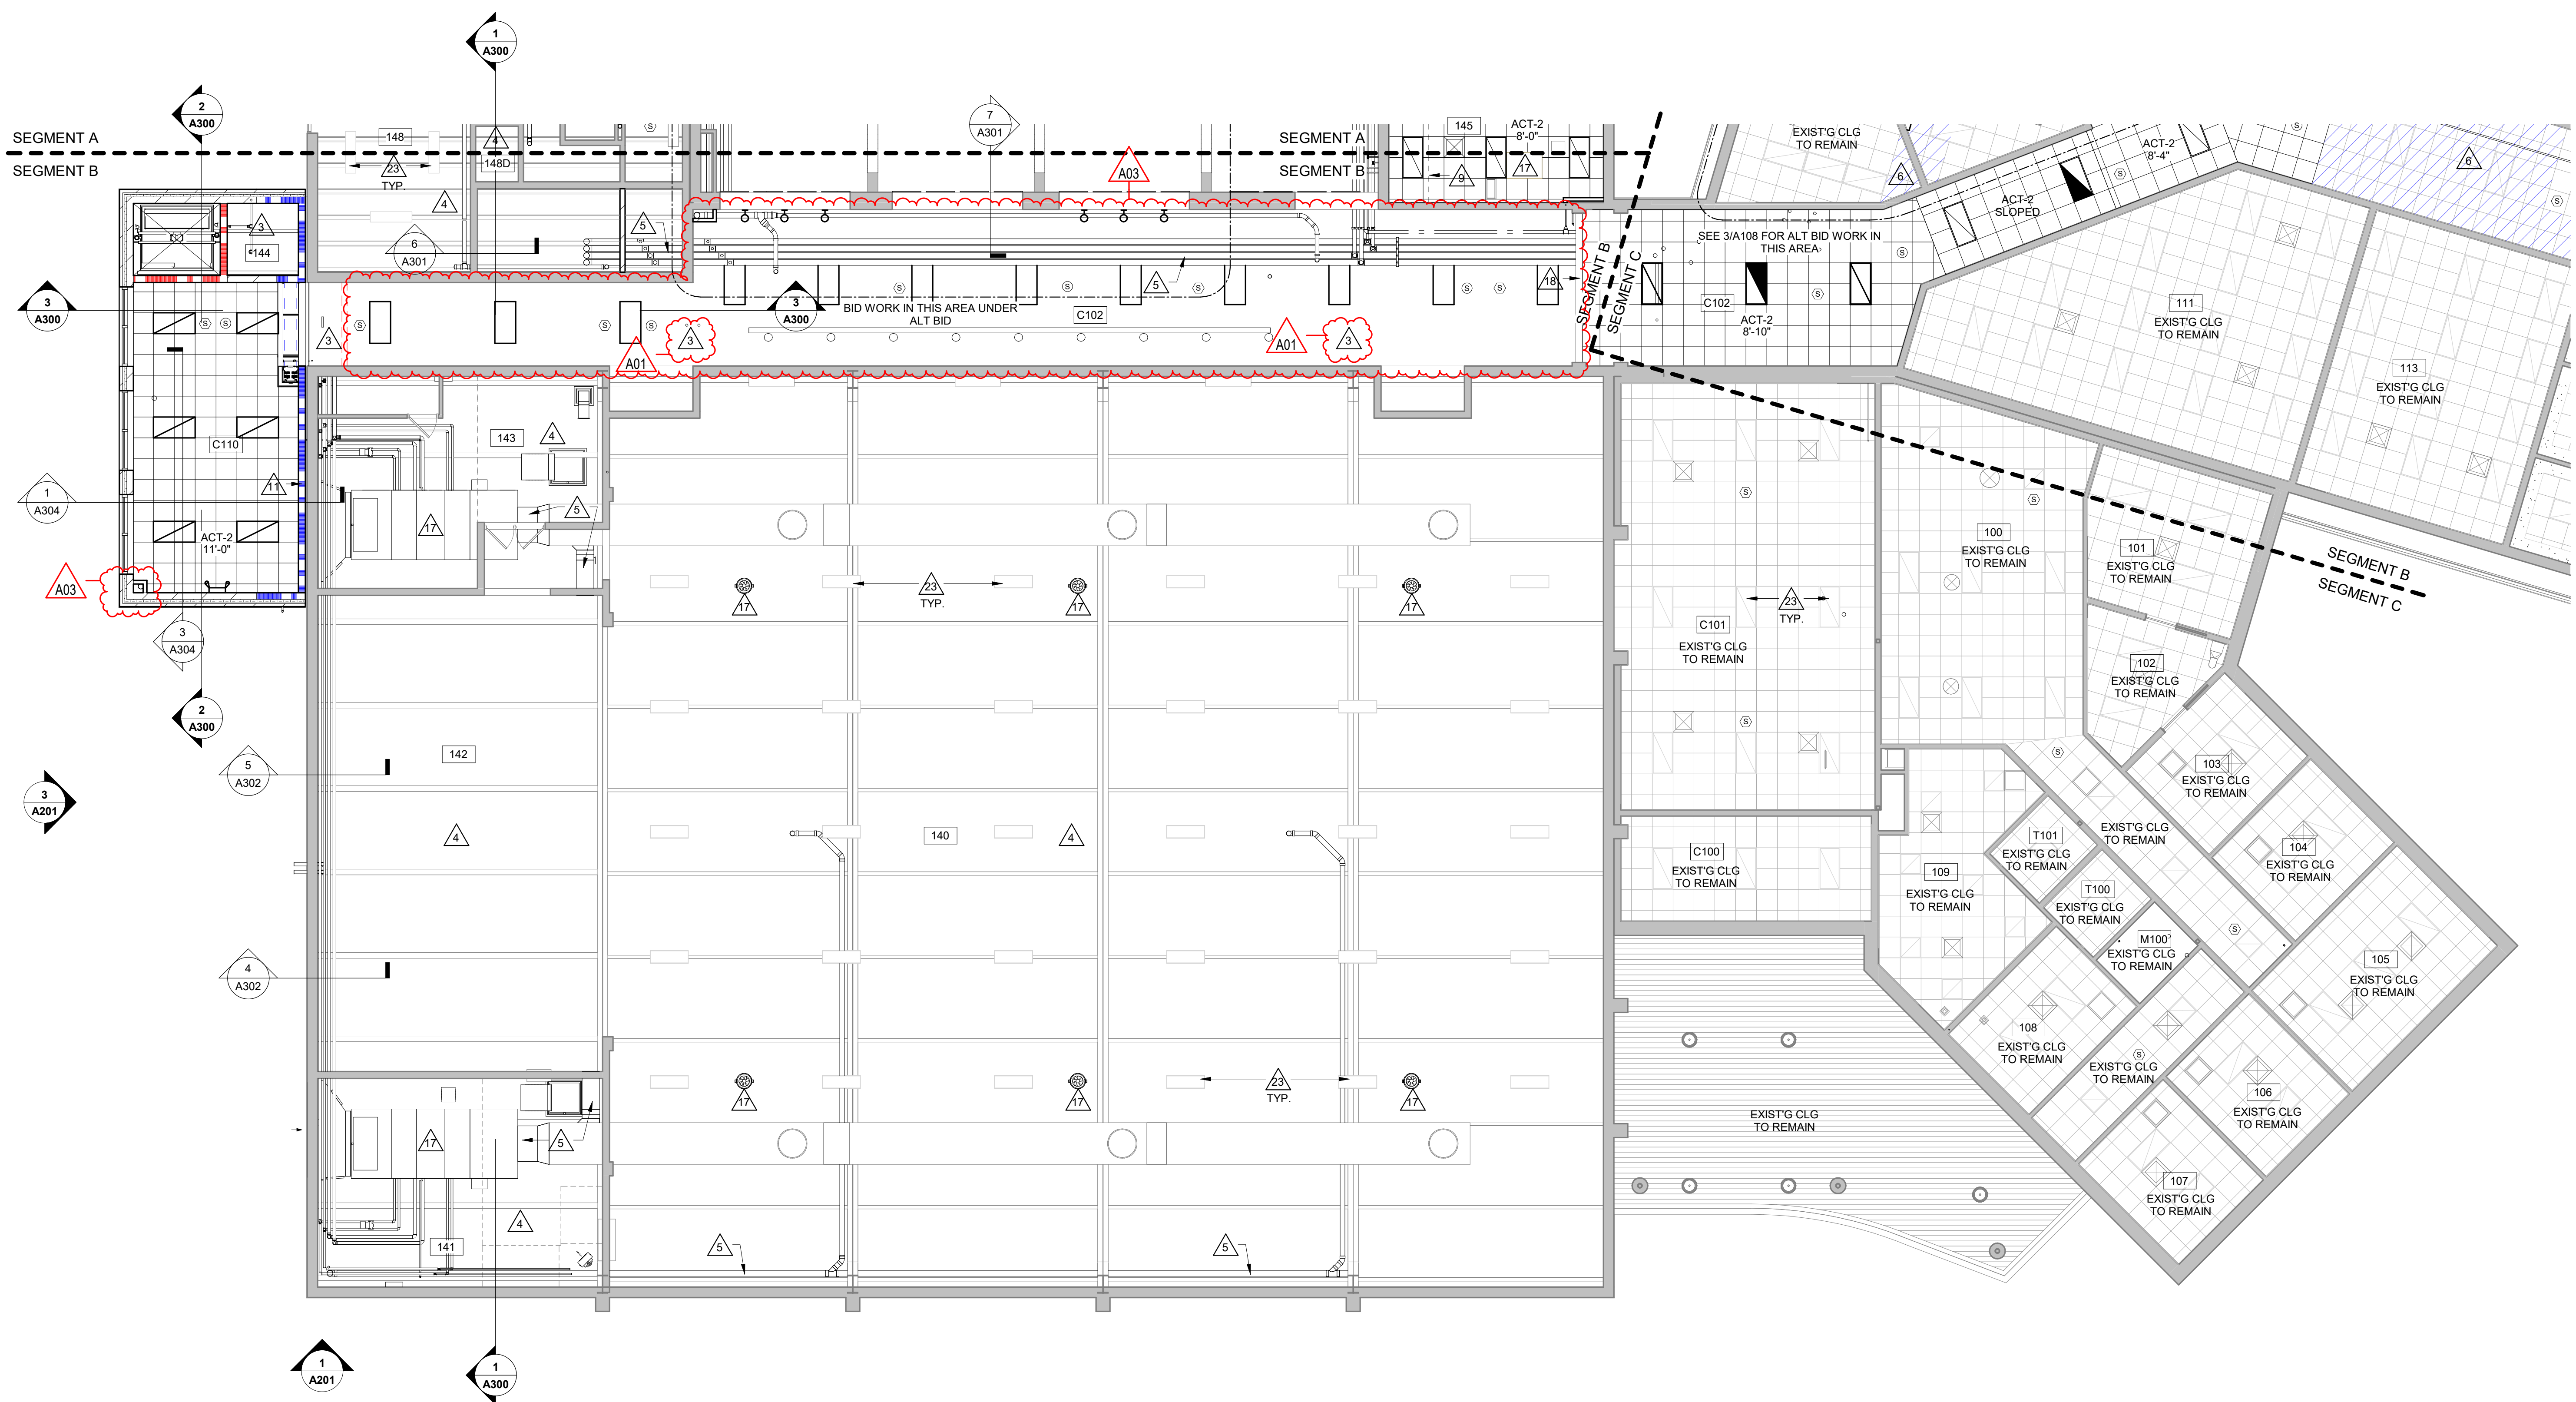 1
A300
2
A300
7
A301
SEGMENT A
SEGMENT B
148
4
148D
23
TYP.
4
SEGMENT A
SEGMENT B
A03
145
ACT-2
8'-0"
9
17
EXIST'G CLG
TO REMAIN
6
ACT-2
8'-4"
6
S
S
S
S
ACT-2
SLOPED
3
144
6
A301
5
5
SEE 3/A108 FOR ALT BID WORK IN
THIS AREA
S
18
SEGMENT B
SEGMENT C
C102
ACT-2
8'-10"
S
3
A300
S
S
3
S
S
S
3
A300
BID WORK IN THIS AREA UNDER
ALT BID
C102
S
S
S
S
S
A01
3
A01
3
111
EXIST'G CLG
TO REMAIN
113
EXIST'G CLG
TO REMAIN
C110
11
1
A304
ACT-2
11'-0"
A03
3
A304
2
A300
143
4
17
5
100
EXIST'G CLG
TO REMAIN
S
S
101
EXIST'G CLG
TO REMAIN
SEGMENT B
SEGMENT C
17
23
TYP.
17
17
C101
EXIST'G CLG
TO REMAIN
23
TYP.
S
102
EXIST'G CLG
TO REMAIN
142
5
A302
3
A201
4
140
4
S
103
EXIST'G CLG
TO REMAIN
104
EXIST'G CLG
TO REMAIN
EXIST'G CLG
TO REMAIN
T101
EXIST'G CLG
TO REMAIN
T100
EXIST'G CLG
TO REMAIN
C100
EXIST'G CLG
TO REMAIN
109
EXIST'G CLG
TO REMAIN
M100
EXIST'G CLG
TO REMAIN
S
105
EXIST'G CLG
TO REMAIN
4
A302
108
EXIST'G CLG
TO REMAIN
S
EXIST'G CLG
TO REMAIN
106
EXIST'G CLG
TO REMAIN
107
EXIST'G CLG
TO REMAIN
EXIST'G CLG
TO REMAIN
17
17
17
23
TYP.
17
5
4
141
5
5
1
A201
1
A300